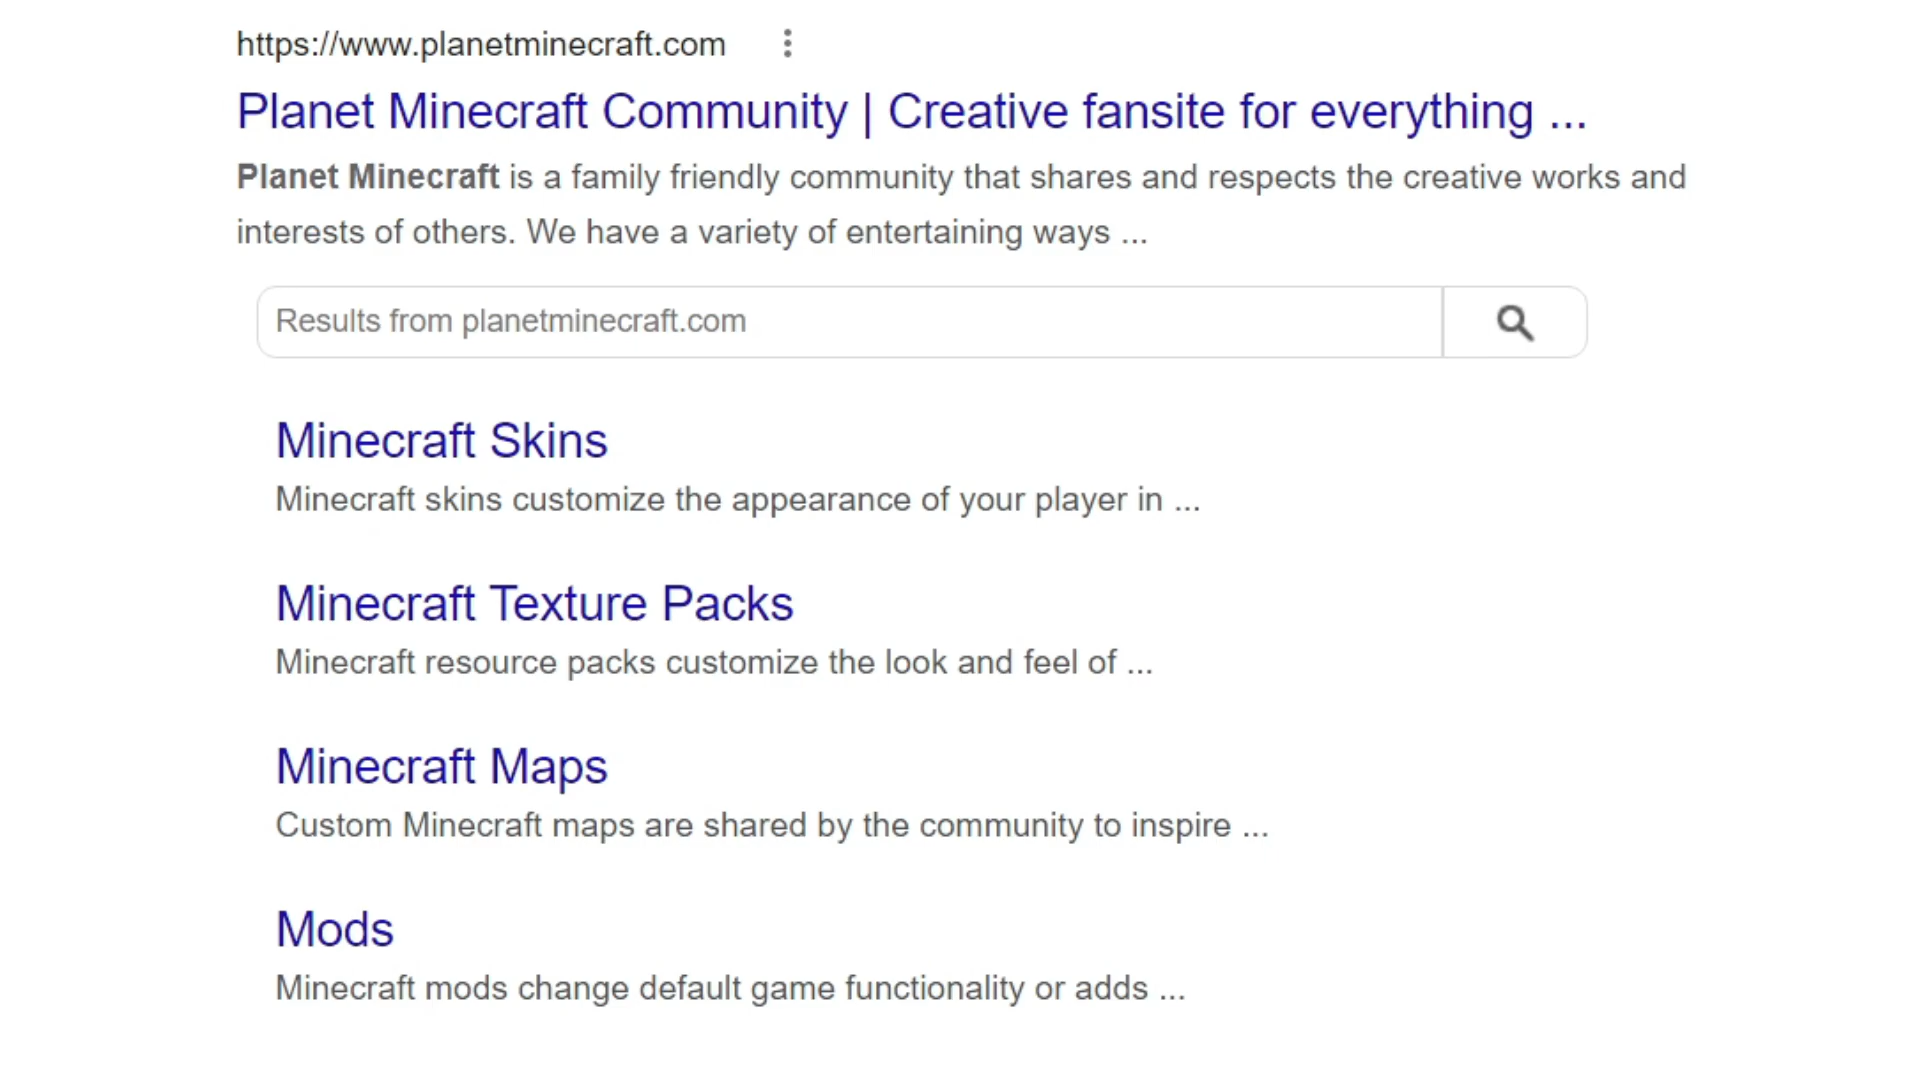 https://www.planetminecraft.com
Planet Minecraft Community | Creative fansite for everything ...
Planet Minecraft is a family friendly community that shares and respects the creative works and
interests of others. We have a variety of entertaining ways ...
Results from planetminecraft.com
Minecraft Skins
Minecraft skins customize the appearance of your player in ...
Minecraft Texture Packs
Minecraft resource packs customize the look and feel of ...
Minecraft Maps
Custom Minecraft maps are shared by the community to inspire ...
Mods
Minecraft mods change default game functionality or adds ...